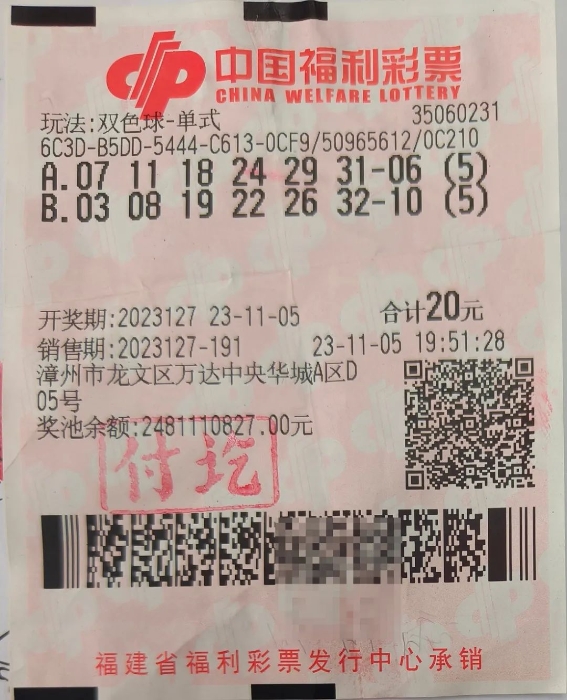 中国福利彩票
CHINA WELFARE LOTTERY
玩法:双色球-单式 35060231
6C3D-B5DD-5444-C613-0CF9/50965612/0C210
A.07 11 18 24 29 31-06 (5)
B.03 08 19 22 26 32-10 (5)
开奖期:2023127 23-11-05 合计20元
销售期:2023127-191 23-11-05 19:51:28
漳州市龙文区万达中央华城A区D
05号
奖池余额:2481110827.00元
付讫
福建省福利彩票发行中心承销